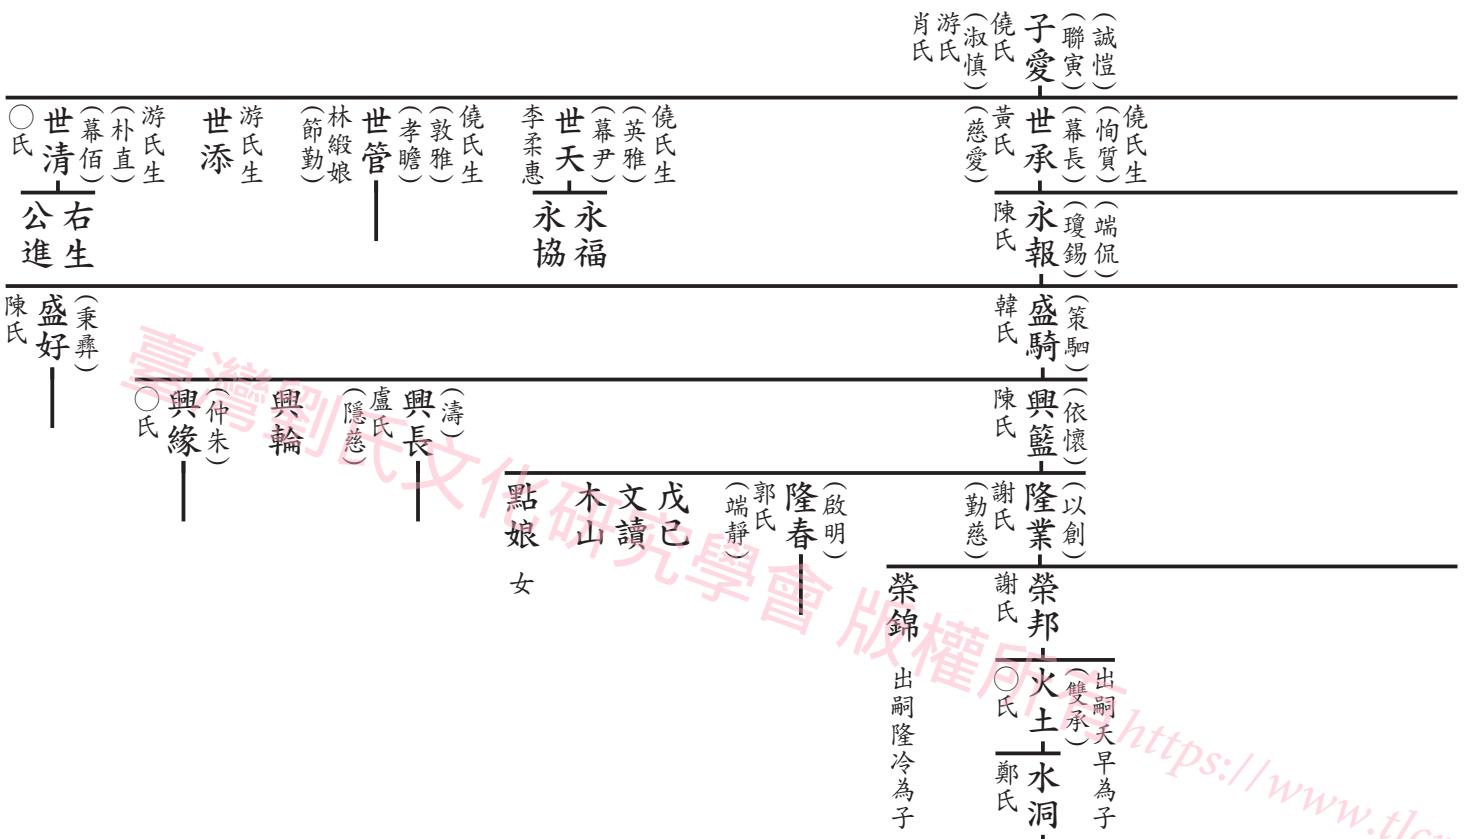 (誠愷)
(聯寅)
子愛
僥氏
(淑慎)
游氏
肖氏
僥氏生
(恂質)
(幕長)
世承
黃氏
(慈愛)
僥氏生
(英雅)
(幕尹)
世天
李柔惠
僥氏生
(敦雅)
(孝瞻)
世管
林緞娘
(節勤)
游氏生
世添
游氏生
(朴直)
(幕佰)
世清
○氏
(端侃)
(瓊錫)
永報
陳氏
永福
永協
右生
公進
(策駟)
盛騎
韓氏
(秉彝)
盛好
陳氏
(依懷)
興籃
陳氏
(濤)
興長
盧氏
(隱慈)
興輪
(仲朱)
興緣
○氏
(以創)
隆業
謝氏
(勤慈)
(啟明)
隆春
郭氏
(端靜)
戊已
文讀
木山
點娘 女
榮邦
謝氏
榮錦 出嗣隆冷為子
出嗣天早為子
(雙承)
火土
○氏
水洞
鄭氏
臺灣劉氏文化研究學會 版權所有 https://www.tlc